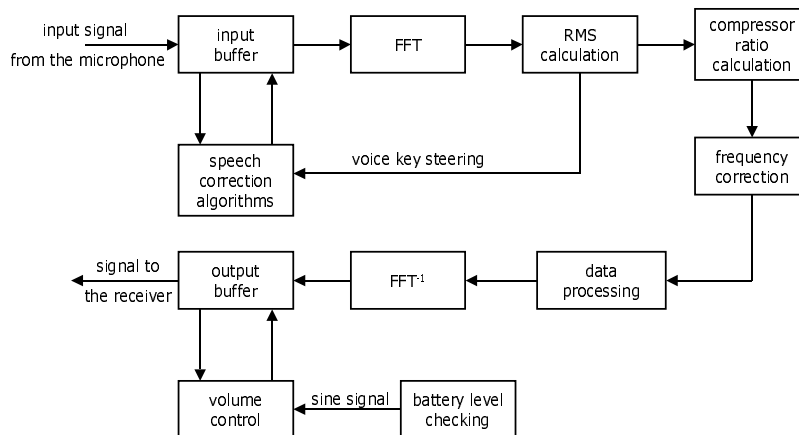 input signal
from the microphone
input
buffer
FFT
RMS
calculation
compressor
ratio
calculation
speech
correction
algorithms
voice key steering
frequency
correction
signal to
the receiver
output
buffer
FFT⁻¹
data
processing
volume
control
sine signal
battery level
checking